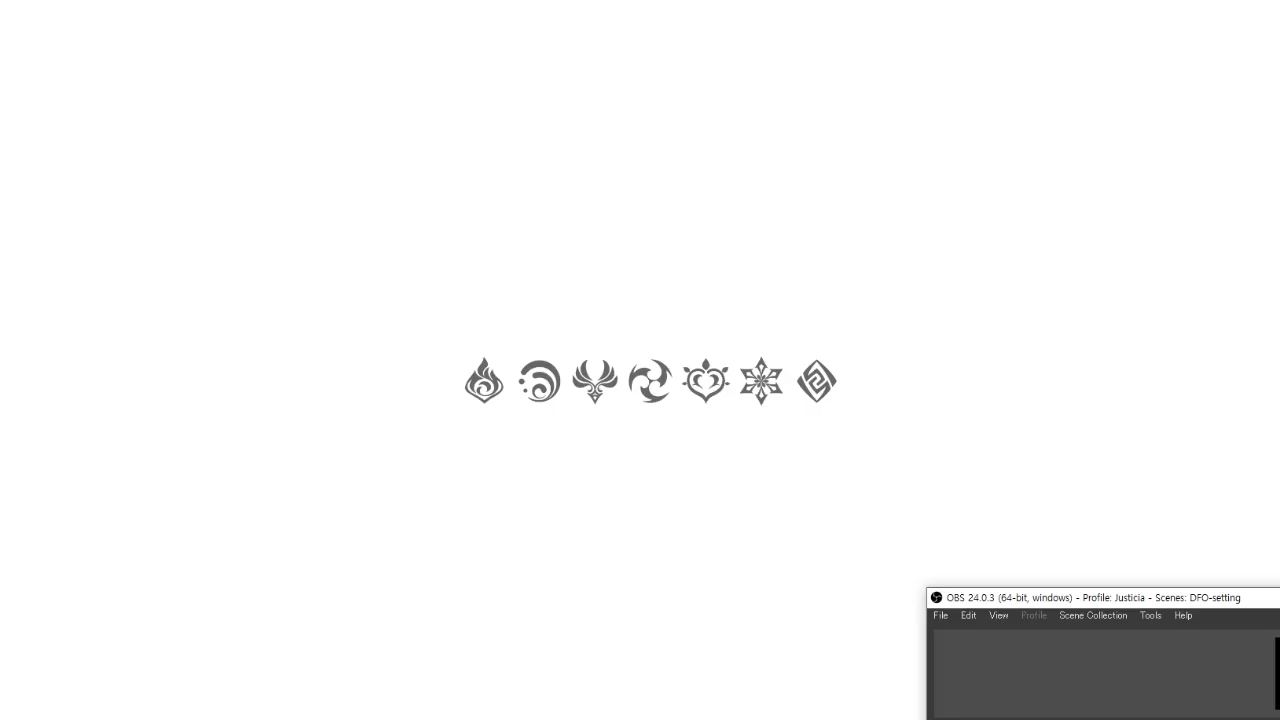 OBS 24.0.3 (64-bit, windows) - Profile: Justicia - Scenes: DFO-setting
File Edit View Profile Scene Collection Tools Help